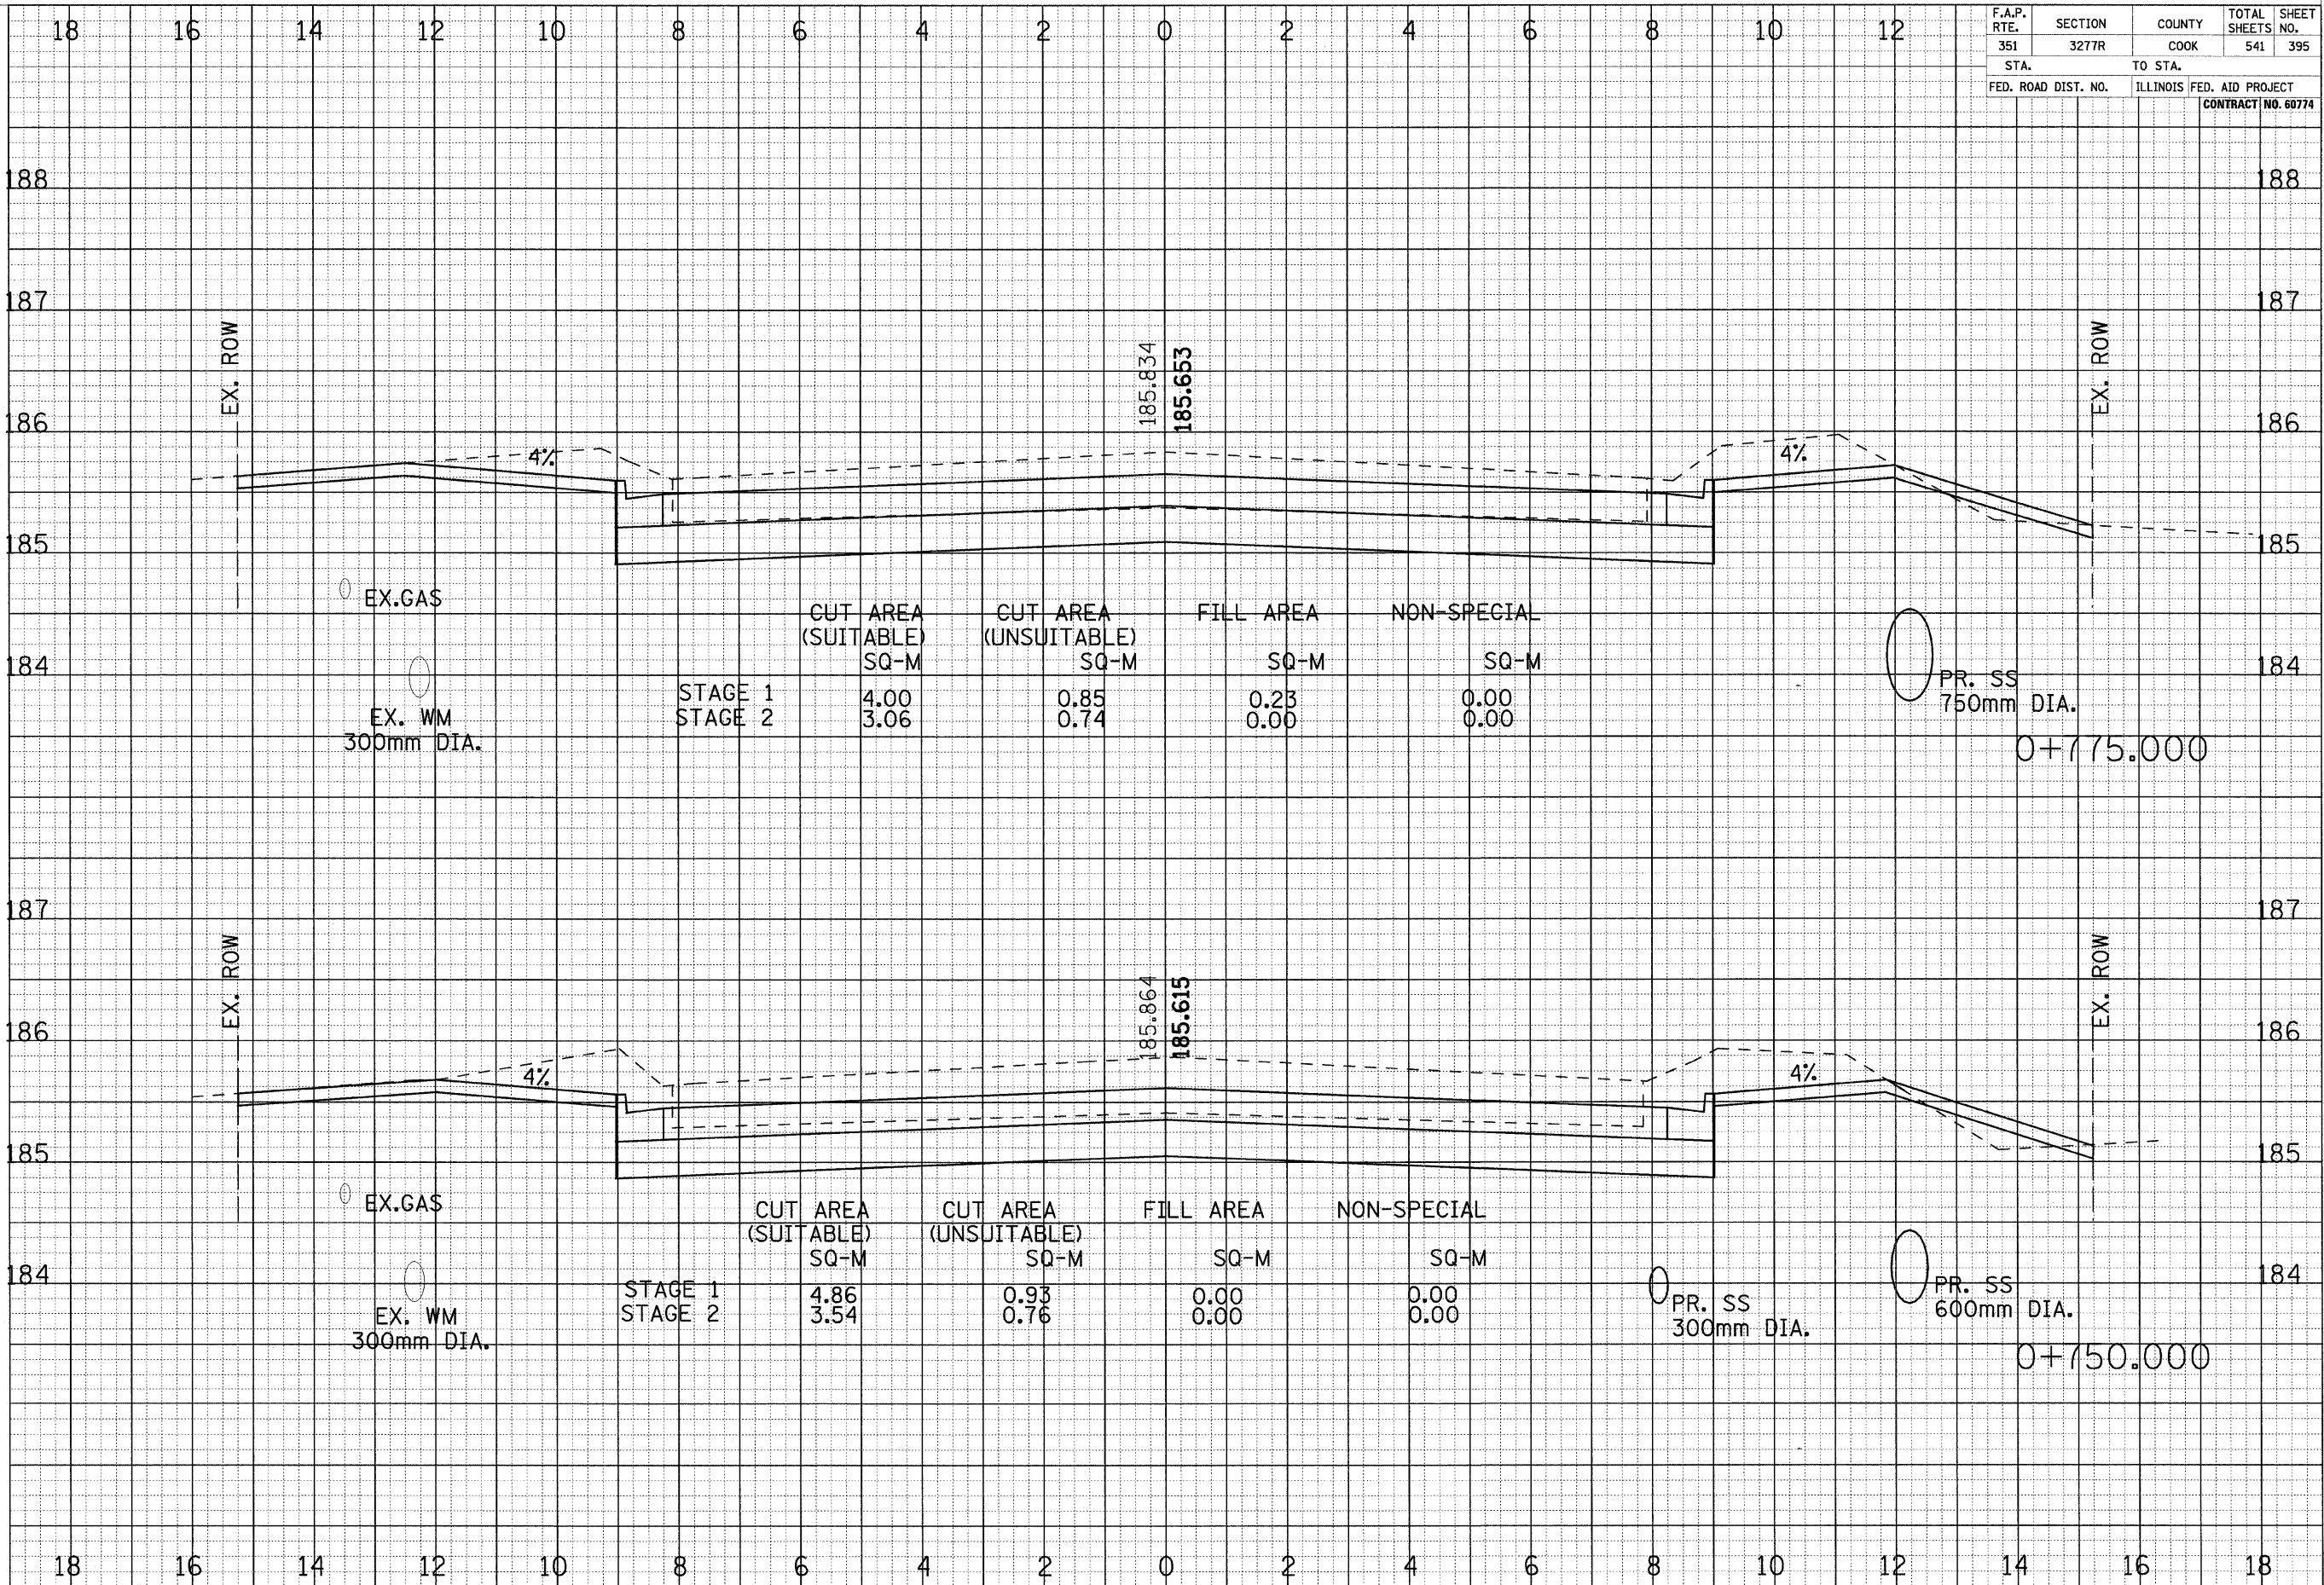 18 16 14 12 10 8 6 4 2 0 2 4 6 8 10 12
F.A.P. RTE. SECTION COUNTY TOTAL SHEETS SHEET NO.
351 3277R COOK 541 395
STA. TO STA.
FED. ROAD DIST. NO. ILLINOIS FED. AID PROJECT
CONTRACT NO. 60774
188 188
187 187
EX. ROW 185.834 185.653 EX. ROW
186 186
4% 4%
185 185
EX.GAS
CUT AREA CUT AREA FILL AREA NON-SPECIAL
(SUITABLE) (UNSUITABLE)
SQ-M SQ-M SQ-M SQ-M
184 184
STAGE 1 4.00 0.85 0.23 0.00
STAGE 2 3.06 0.74 0.00 0.00
EX. WM
300mm DIA.
PR. SS
750mm DIA.
0+775.000
187 187
EX. ROW 185.864 185.615 EX. ROW
186 186
4% 4%
185 185
EX.GAS
CUT AREA CUT AREA FILL AREA NON-SPECIAL
(SUITABLE) (UNSUITABLE)
SQ-M SQ-M SQ-M SQ-M
184 184
STAGE 1 4.86 0.93 0.00 0.00
STAGE 2 3.54 0.76 0.00 0.00
EX. WM
300mm DIA.
PR. SS
300mm DIA.
PR. SS
600mm DIA.
0+750.000
18 16 14 12 10 8 6 4 2 0 2 4 6 8 10 12 14 16 18